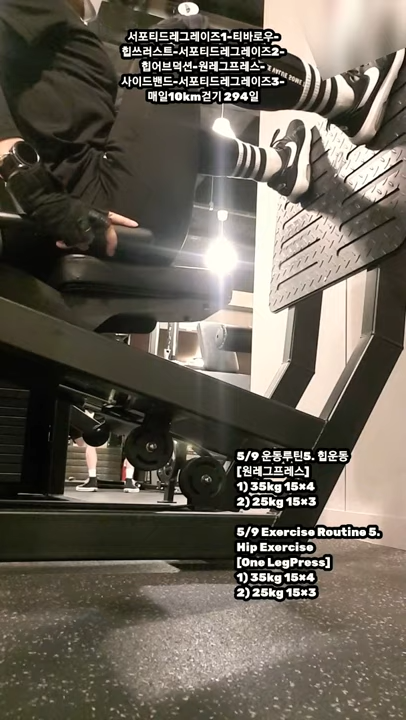 서포티드레그레이즈1-티바로우-
힙쓰러스트-서포티드레그레이즈2-
힙어브덕션-원레그프레스-
사이드밴드-서포티드레그레이즈3-
매일10km걷기 294일
5/9 운동루틴5. 힙운동
[원레그프레스]
1) 35kg 15×4
2) 25kg 15×3
5/9 Exercise Routine 5.
Hip Exercise
[One LegPress]
1) 35kg 15×4
2) 25kg 15×3